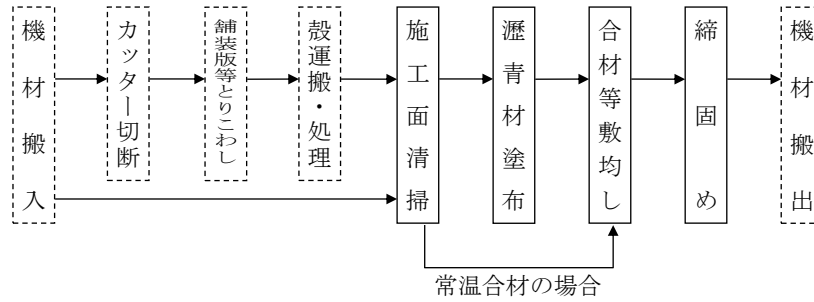 機材搬入
カッター切断
舗装版等とりこわし
殻運搬・処理
施工面清掃
瀝青材塗布
合材等敷均し
締固め
機材搬出
常温合材の場合